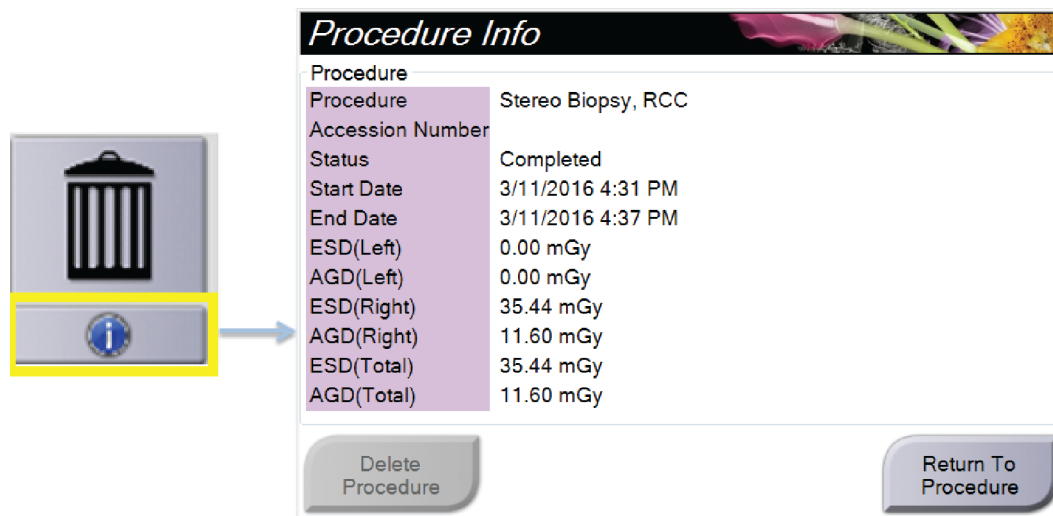 Procedure Info
Procedure
Procedure Stereo Biopsy, RCC
Accession Number
Status Completed
Start Date 3/11/2016 4:31 PM
End Date 3/11/2016 4:37 PM
ESD(Left) 0.00 mGy
AGD(Left) 0.00 mGy
ESD(Right) 35.44 mGy
AGD(Right) 11.60 mGy
ESD(Total) 35.44 mGy
AGD(Total) 11.60 mGy
Delete
Procedure
Return To
Procedure